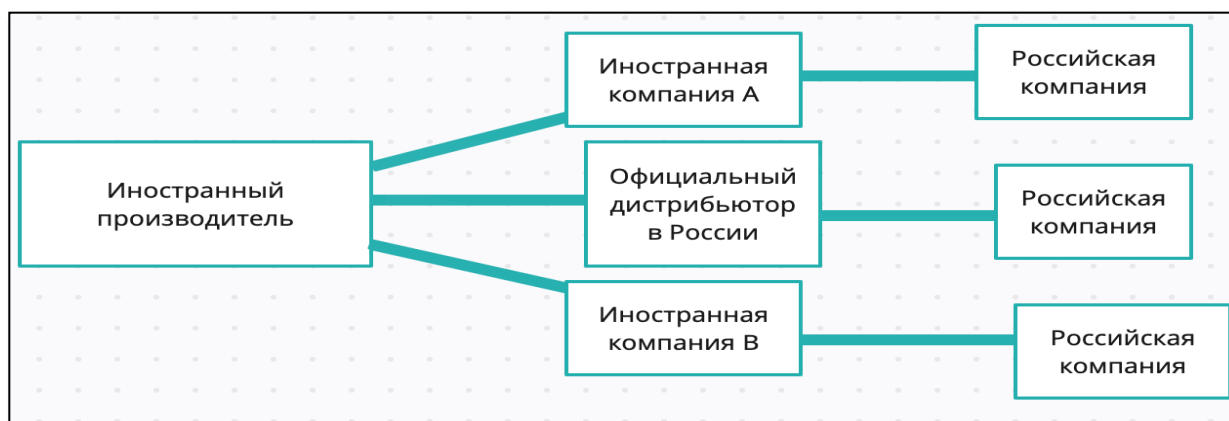 Иностранный
производитель
Иностранная
компания А
Российская
компания
Официальный
дистрибьютор
в России
Российская
компания
Иностранная
компания В
Российская
компания